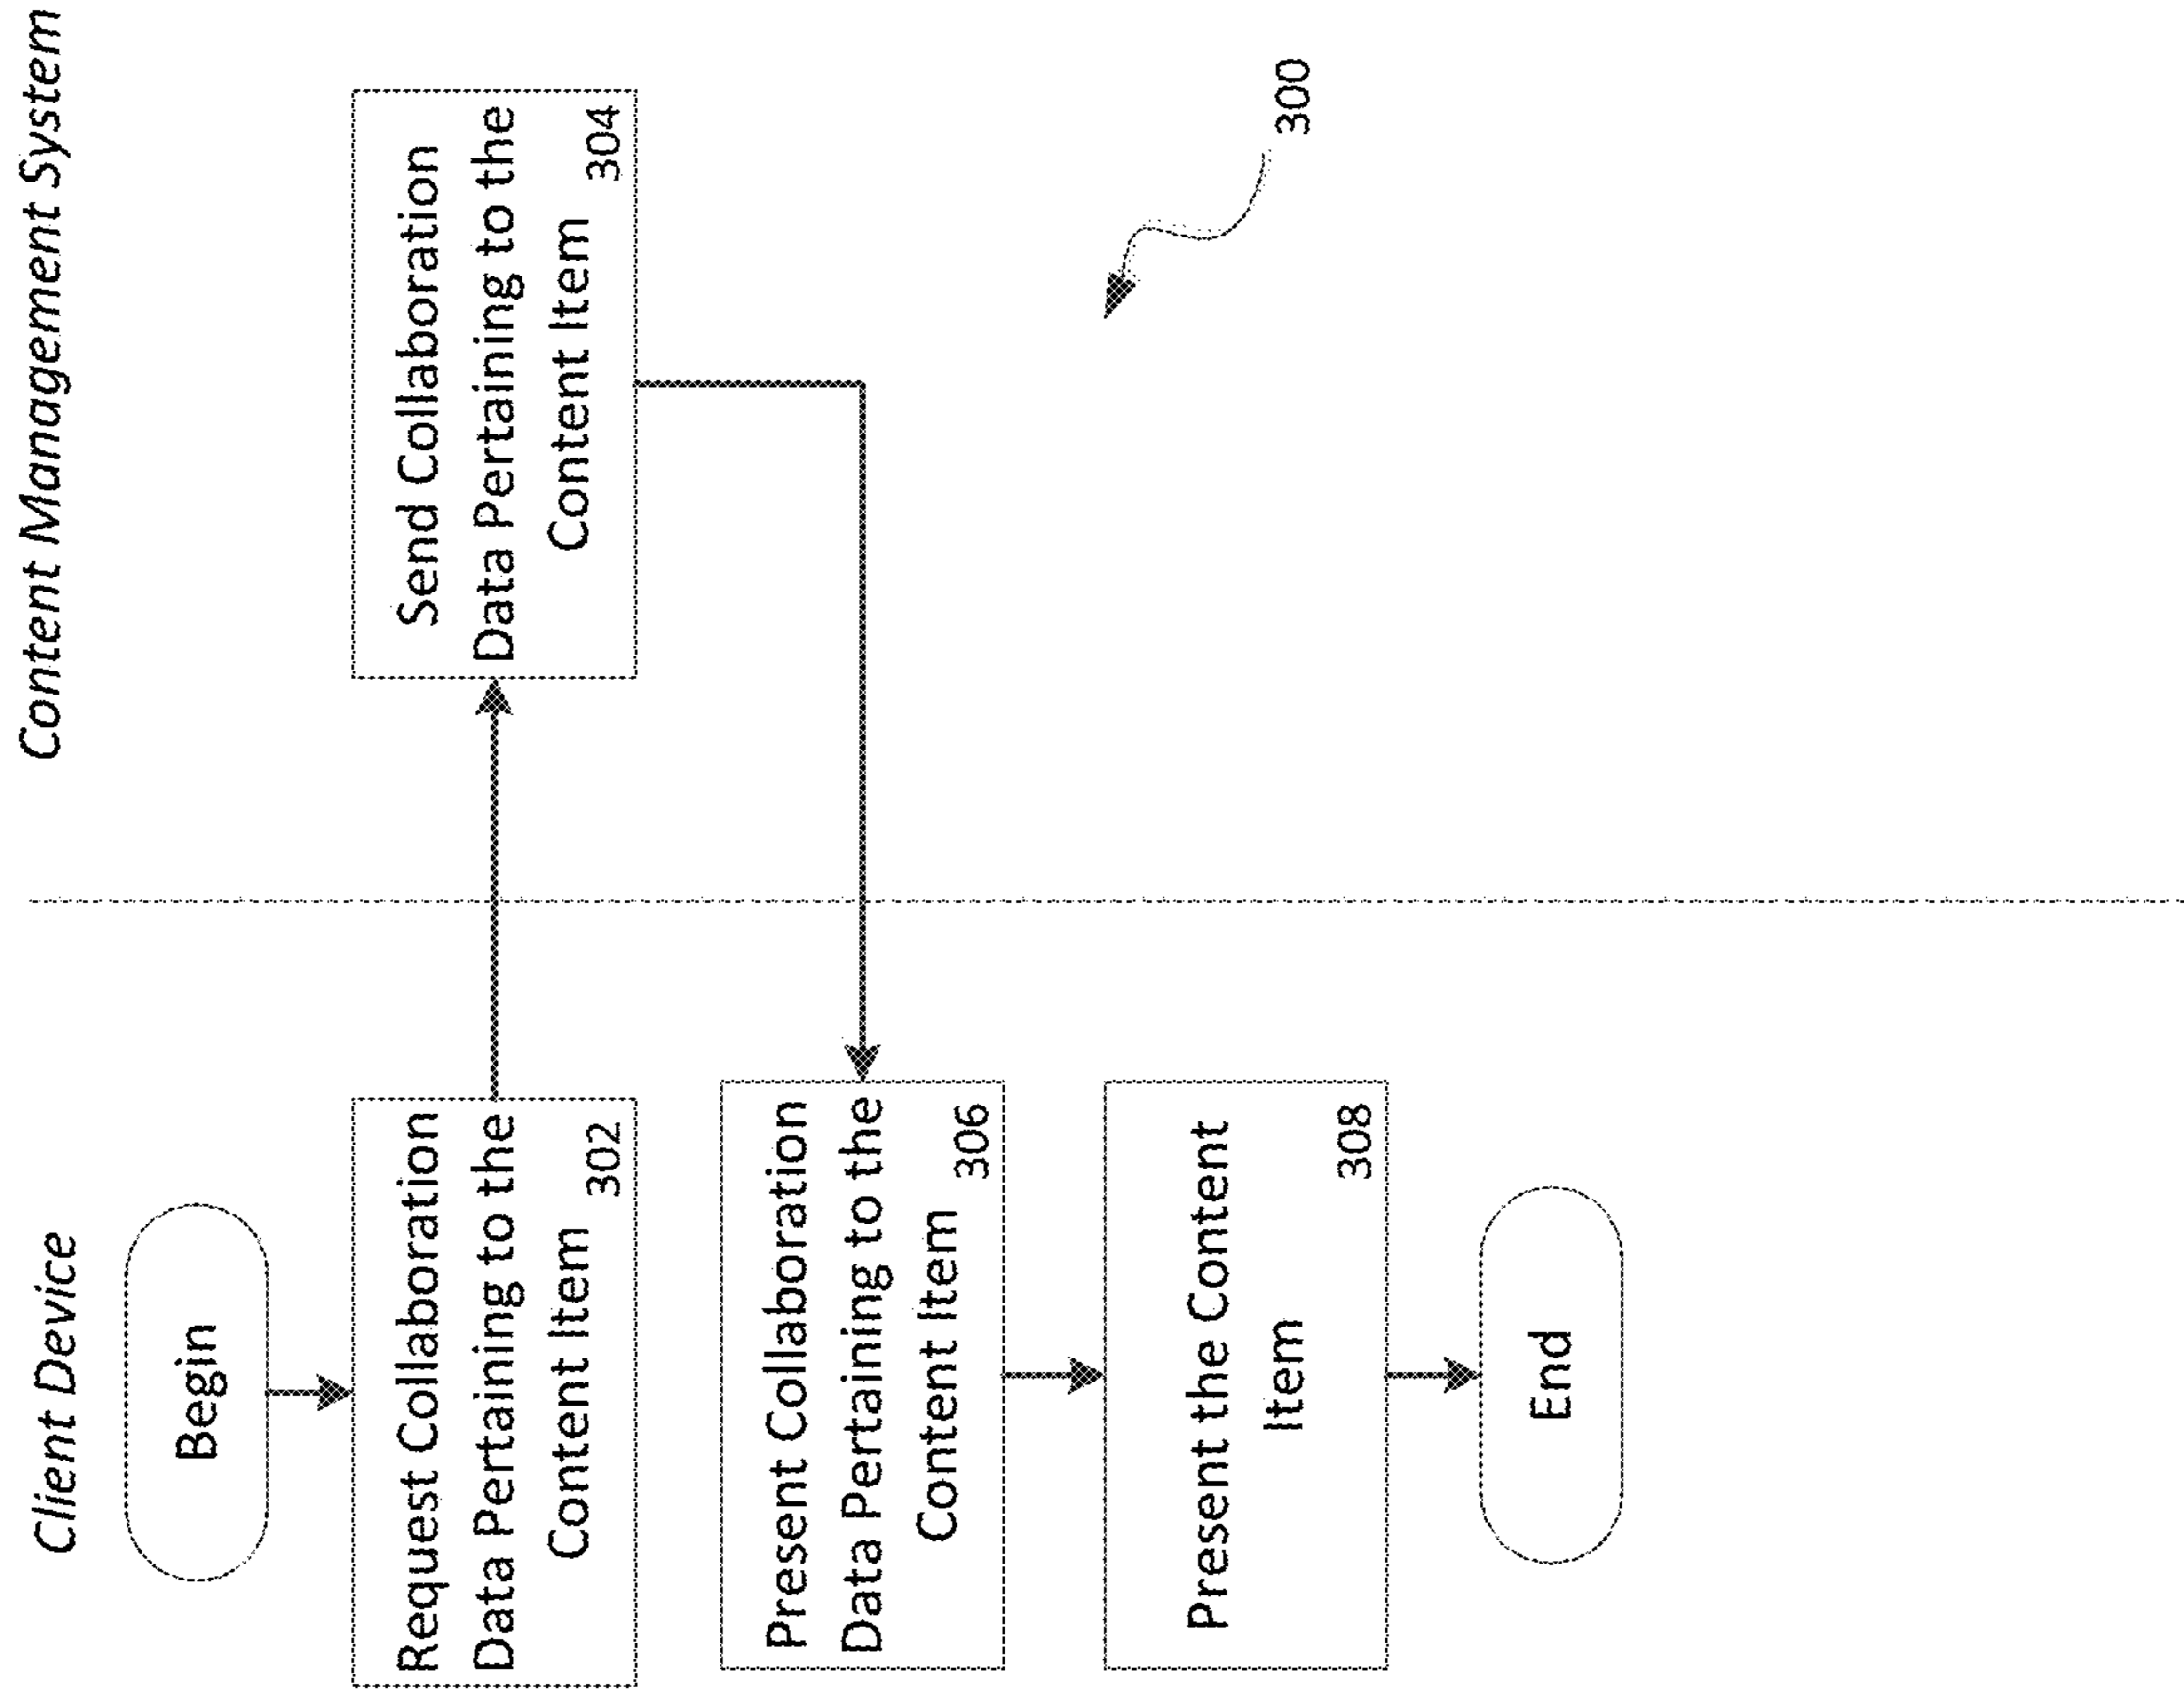 Client Device
Content Management System
Begin
Request Collaboration
Data Pertaining to the
Content Item
302
Send Collaboration
Data Pertaining to the
Content Item
304
Present Collaboration
Data Pertaining to the
Content Item
306
Present the Content
Item
308
End
300